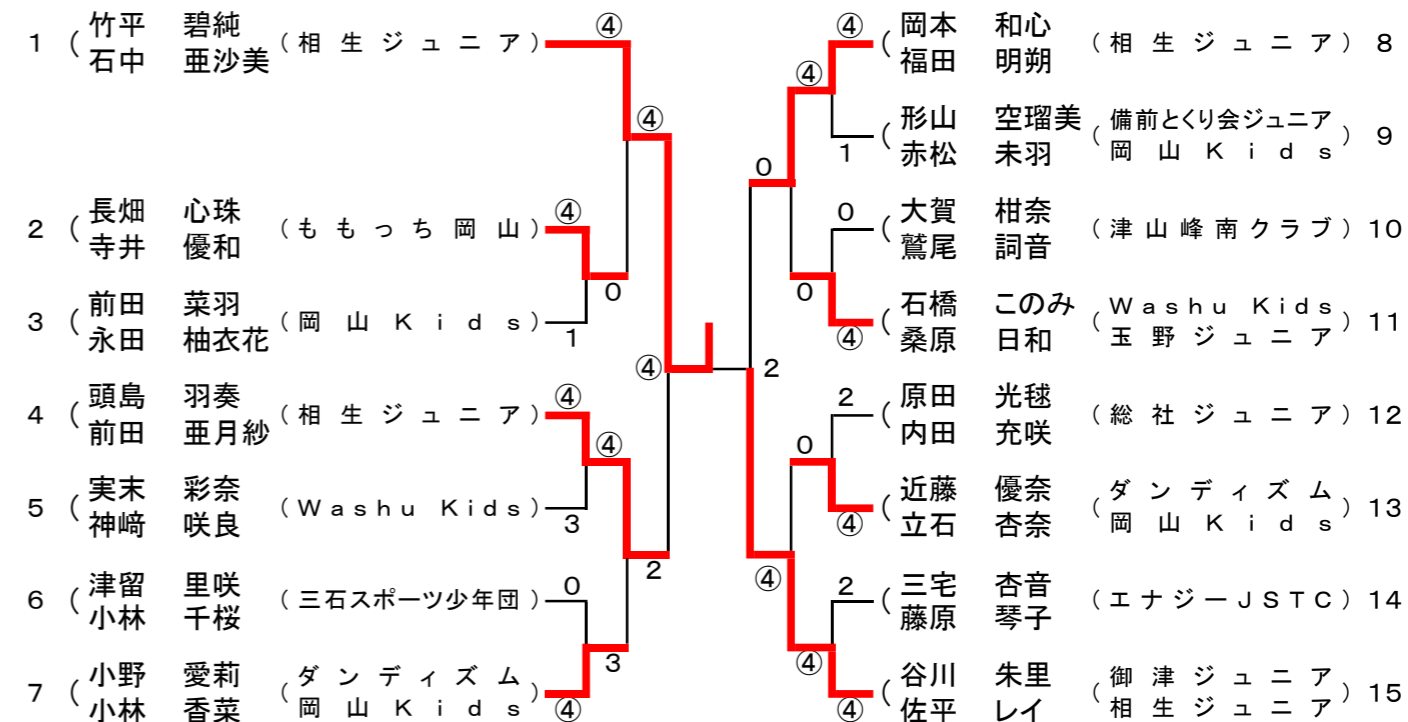 1 ( 竹平 碧純
石中 亜沙美 (相生ジュニア) ④
④
④
2 ( 長畑 心珠
寺井 優和 (ももっち岡山) ④
0
3 ( 前田 菜羽
永田 柚衣花 (岡山Kids) 1
④
4 ( 頭島 羽奏
前田 亜月紗 (相生ジュニア) ④
④
5 ( 実末 彩奈
神﨑 咲良 (Washu Kids) 3
2
6 ( 津留 里咲
小林 千桜 (三石スポーツ少年団) 0
3
7 ( 小野 愛莉
小林 香菜 (ダンディズム
岡山Kids) ④
④ ( 岡本 和心
福田 明朔 (相生ジュニア) 8
④
1 ( 形山 空瑠美
赤松 未羽 (備前とくり会ジュニア
岡山Kids) 9
0
0 ( 大賀 柑奈
鷲尾 詞音 (津山峰南クラブ) 10
0
④ ( 石橋 このみ
桑原 日和 (Washu Kids
玉野ジュニア) 11
2
2 ( 原田 光毬
内田 充咲 (総社ジュニア) 12
0
④ ( 近藤 優奈
立石 杏奈 (ダンディズム
岡山Kids) 13
④
2 ( 三宅 杏音
藤原 琴子 (エナジーJSTC) 14
④
④ ( 谷川 朱里
佐平 レイ (御津ジュニア
相生ジュニア) 15